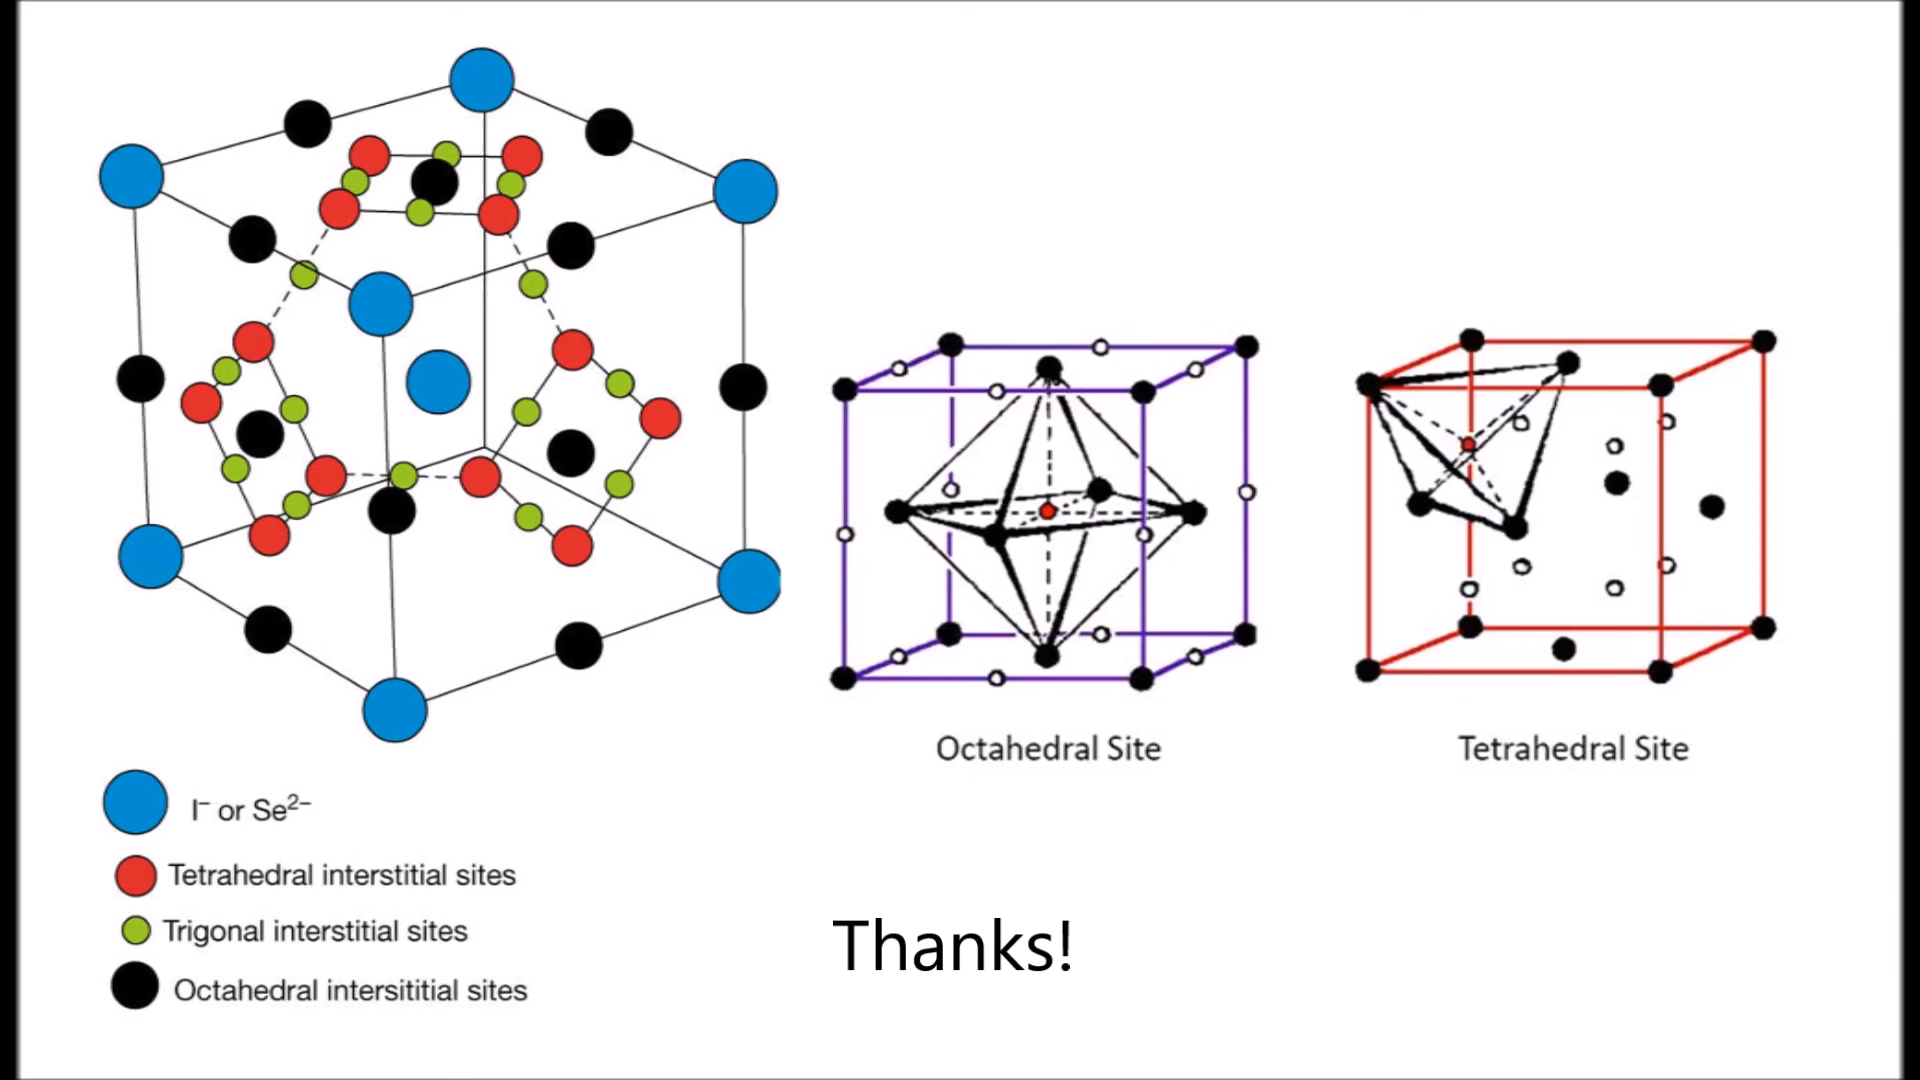 Octahedral Site
Tetrahedral Site
I⁻ or Se²⁻
Tetrahedral interstitial sites
Trigonal interstitial sites
Octahedral intersititial sites
Thanks!